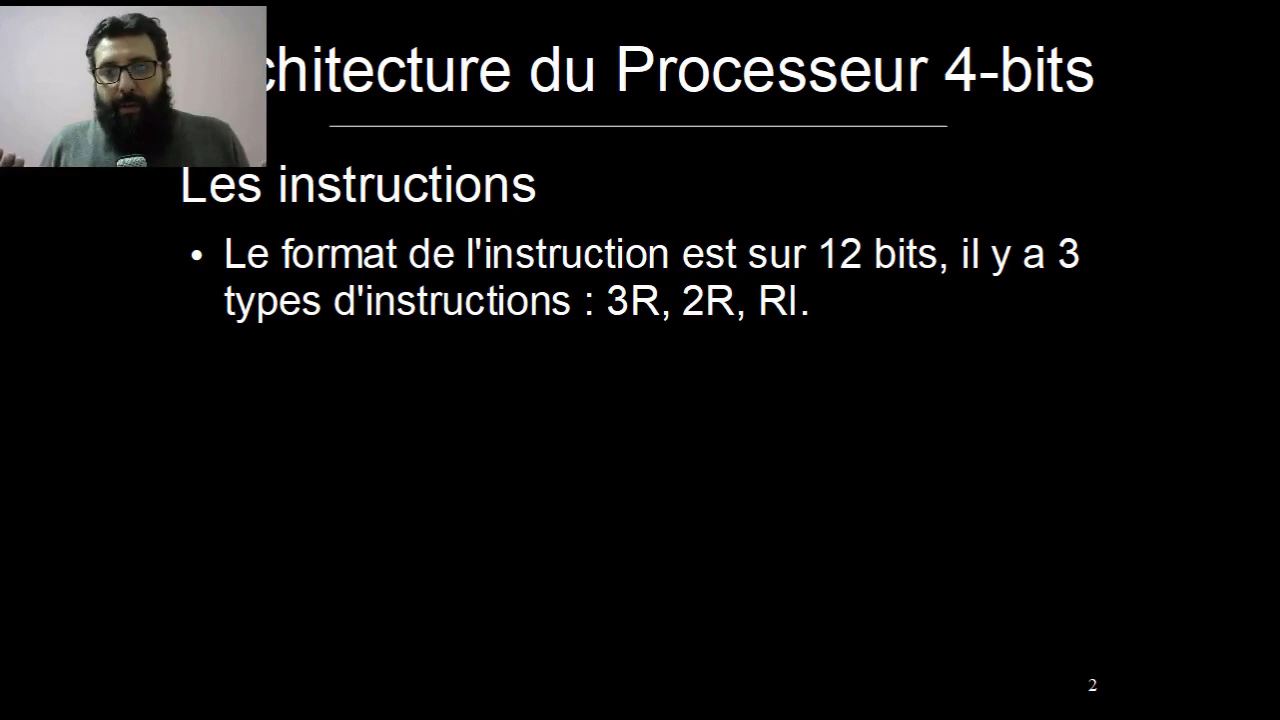 chitecture du Processeur 4-bits
Les instructions
• Le format de l'instruction est sur 12 bits, il y a 3
types d'instructions : 3R, 2R, RI.
2